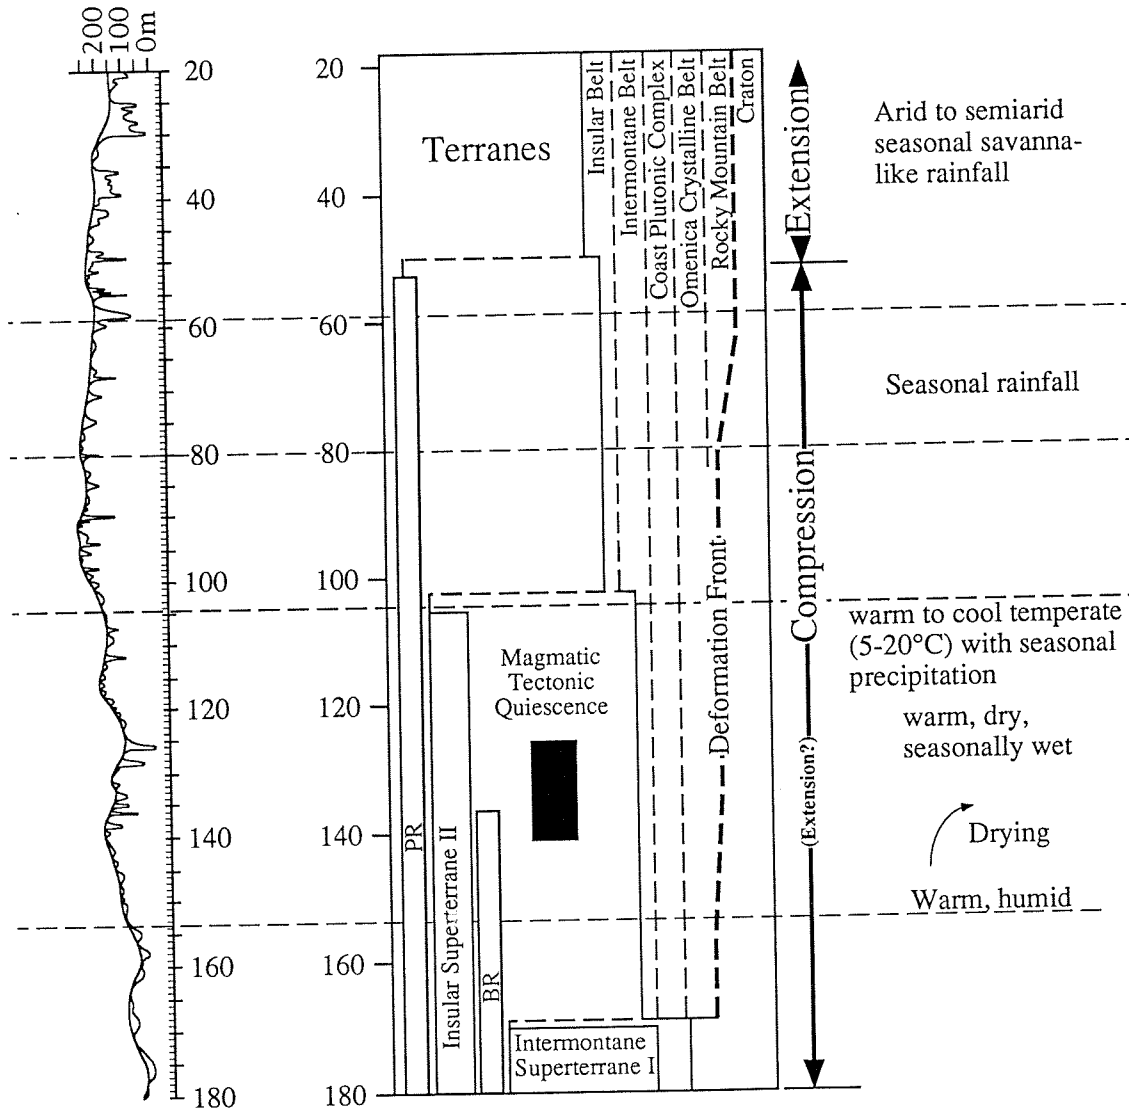 200
100
0m
20
40
60
80
100
120
140
160
180
20
40
60
80
100
120
140
160
180
Terranes
Insular Belt
Intermontane Belt
Coast Plutonic Complex
Omenica Crystalline Belt
Rocky Mountain Belt
Craton
Extension
Arid to semiarid
seasonal savanna-
like rainfall
Seasonal rainfall
Compression
(Extension?)
Deformation Front
Magmatic
Tectonic
Quiescence
PR
Insular Superterrane II
BR
Intermontane
Superterrane I
warm to cool temperate
(5-20°C) with seasonal
precipitation
warm, dry,
seasonally wet
Drying
Warm, humid